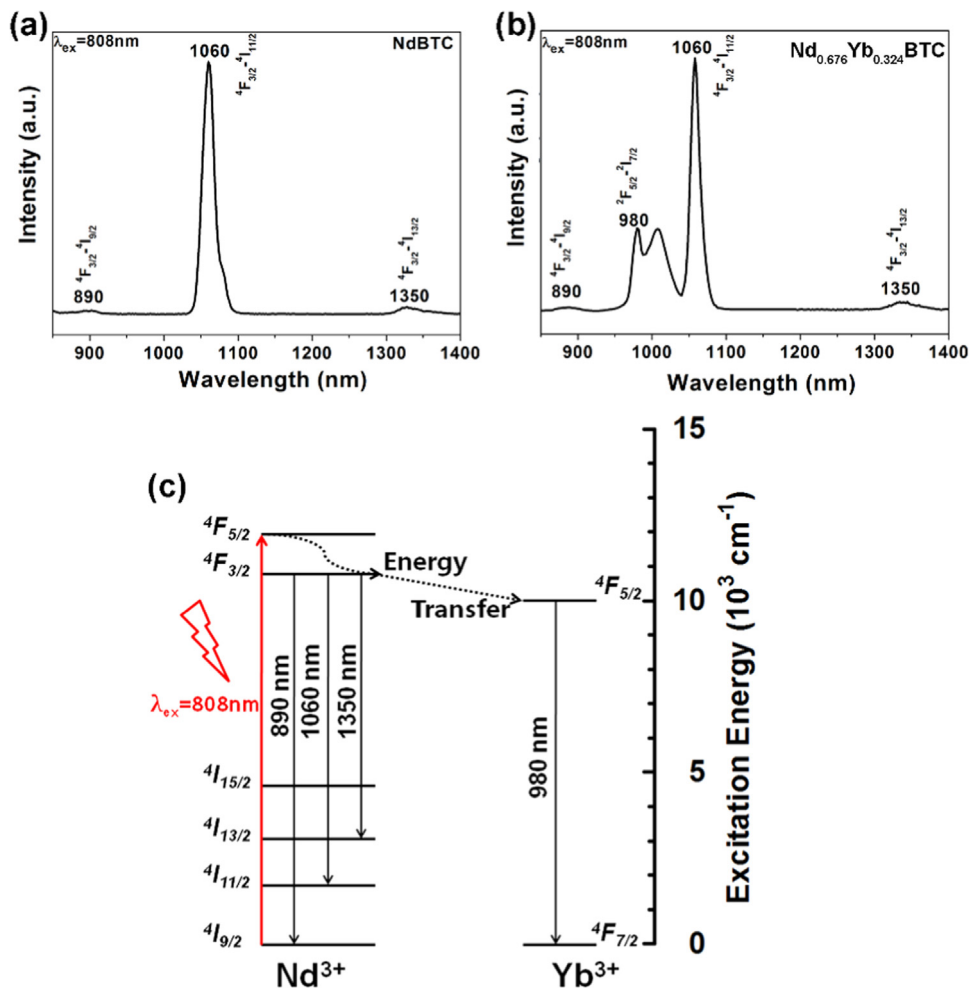 (a)
λex=808nm
NdBTC
1060
⁴F3/2-⁴I11/2
⁴F3/2-⁴I9/2
890
⁴F3/2-⁴I13/2
1350
Intensity (a.u.)
900 1000 1100 1200 1300 1400
Wavelength (nm)
(b)
λex=808nm
Nd0.676Yb0.324BTC
1060
⁴F3/2-⁴I11/2
²F5/2-²I7/2
980
⁴F3/2-⁴I9/2
890
⁴F3/2-⁴I13/2
1350
Intensity (a.u.)
900 1000 1100 1200 1300 1400
Wavelength (nm)
(c)
⁴F5/2
⁴F3/2
Energy
Transfer
⁴F5/2
λex=808nm
890 nm
1060 nm
1350 nm
980 nm
⁴I15/2
⁴I13/2
⁴I11/2
⁴I9/2
⁴F7/2
Nd³⁺
Yb³⁺
15
10
5
0
Excitation Energy (10³ cm⁻¹)